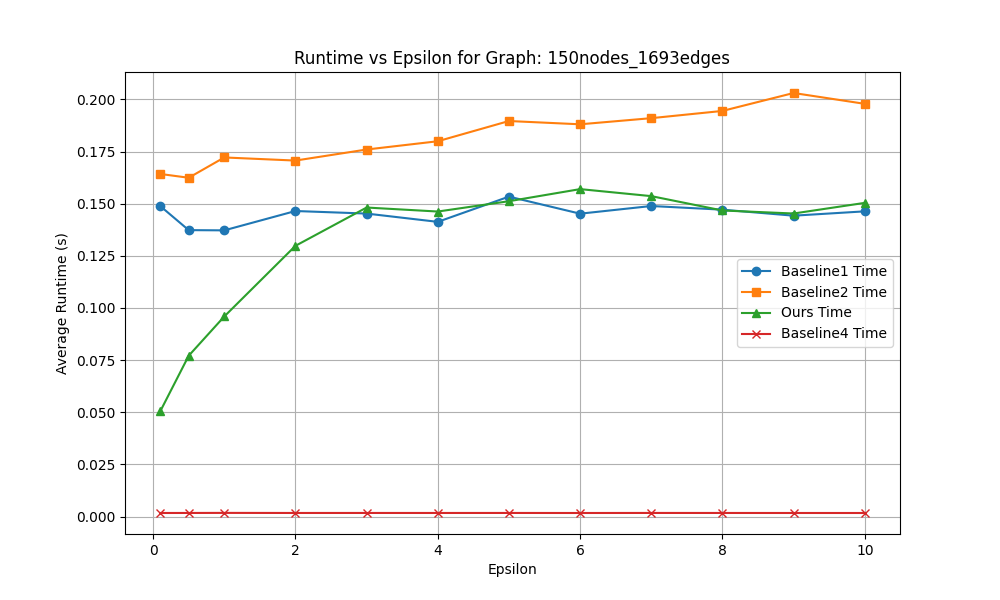 Runtime vs Epsilon for Graph: 150nodes_1693edges
Average Runtime (s)
0.200
0.175
0.150
0.125
0.100
0.075
0.050
0.025
0.000
Baseline1 Time
Baseline2 Time
Ours Time
Baseline4 Time
0 2 4 6 8 10
Epsilon